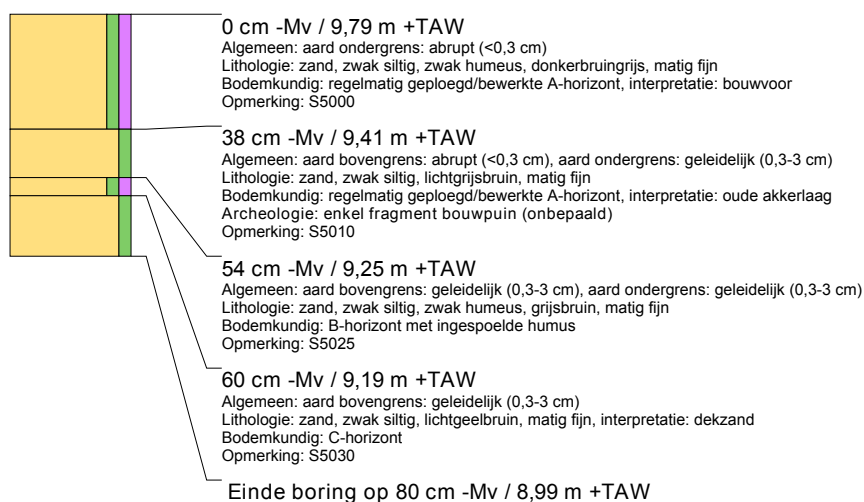 0 cm -Mv / 9,79 m +TAW
Algemeen: aard ondergrens: abrupt (<0,3 cm)
Lithologie: zand, zwak siltig, zwak humeus, donkerbruingrijs, matig fijn
Bodemkundig: regelmatig geploegd/bewerkte A-horizont, interpretatie: bouwvoor
Opmerking: S5000
38 cm -Mv / 9,41 m +TAW
Algemeen: aard bovengrens: abrupt (<0,3 cm), aard ondergrens: geleidelijk (0,3-3 cm)
Lithologie: zand, zwak siltig, lichtgrijsbruin, matig fijn
Bodemkundig: regelmatig geploegd/bewerkte A-horizont, interpretatie: oude akkerlaag
Archeologie: enkel fragment bouwpuin (onbepaald)
Opmerking: S5010
54 cm -Mv / 9,25 m +TAW
Algemeen: aard bovengrens: geleidelijk (0,3-3 cm), aard ondergrens: geleidelijk (0,3-3 cm)
Lithologie: zand, zwak siltig, zwak humeus, grijsbruin, matig fijn
Bodemkundig: B-horizont met ingespoelde humus
Opmerking: S5025
60 cm -Mv / 9,19 m +TAW
Algemeen: aard bovengrens: geleidelijk (0,3-3 cm)
Lithologie: zand, zwak siltig, lichtgeelbruin, matig fijn, interpretatie: dekzand
Bodemkundig: C-horizont
Opmerking: S5030
Einde boring op 80 cm -Mv / 8,99 m +TAW